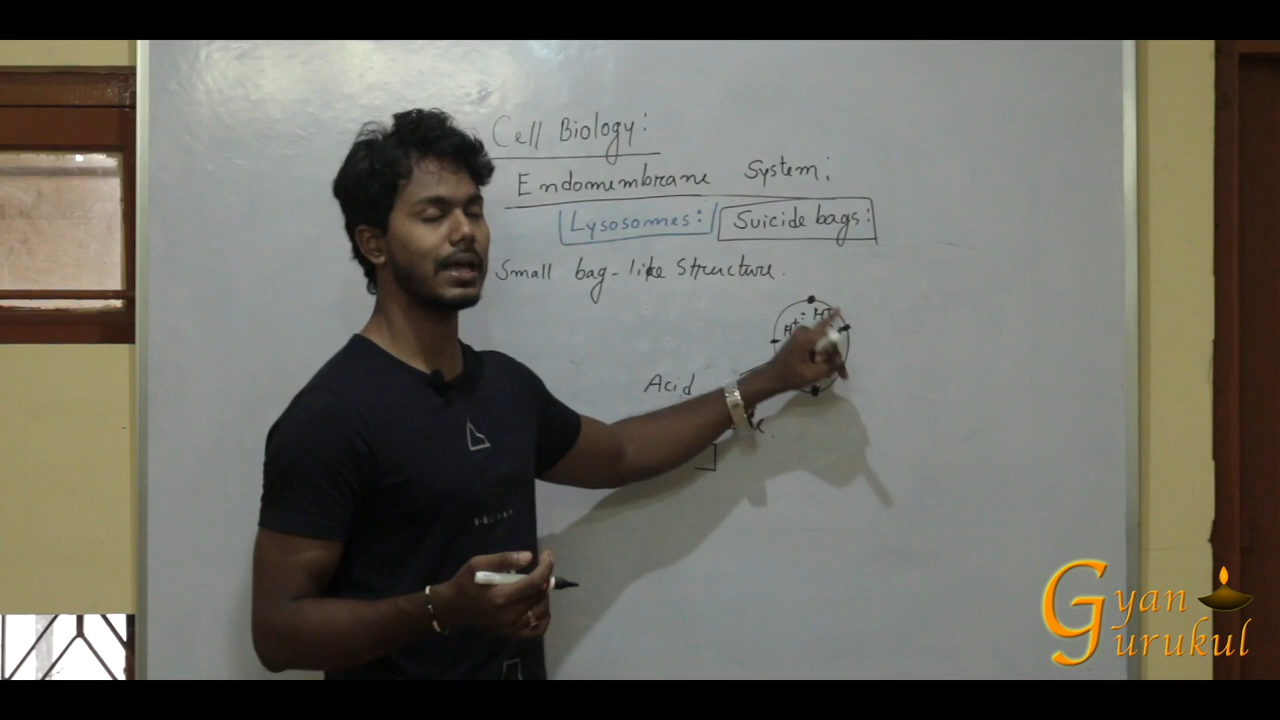 Cell Biology:
Endomembrane System:
Lysosomes: Suicide bags:
Small bag-like Structure.
H+
Acid
Gyan
Gurukul